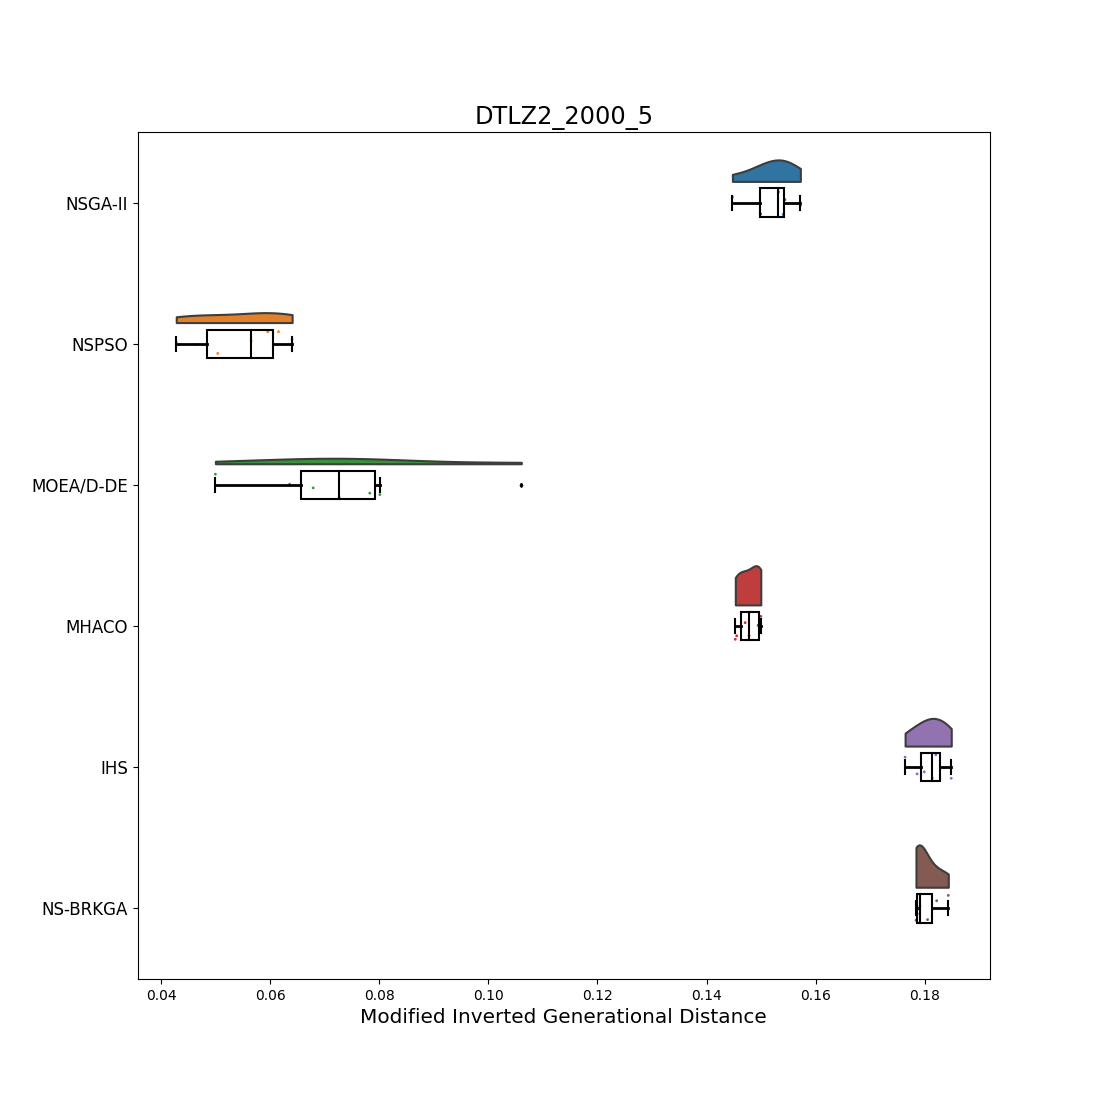 DTLZ2_2000_5
NSGA-II
NSPSO
MOEA/D-DE
MHACO
IHS
NS-BRKGA
0.04 0.06 0.08 0.10 0.12 0.14 0.16 0.18
Modified Inverted Generational Distance